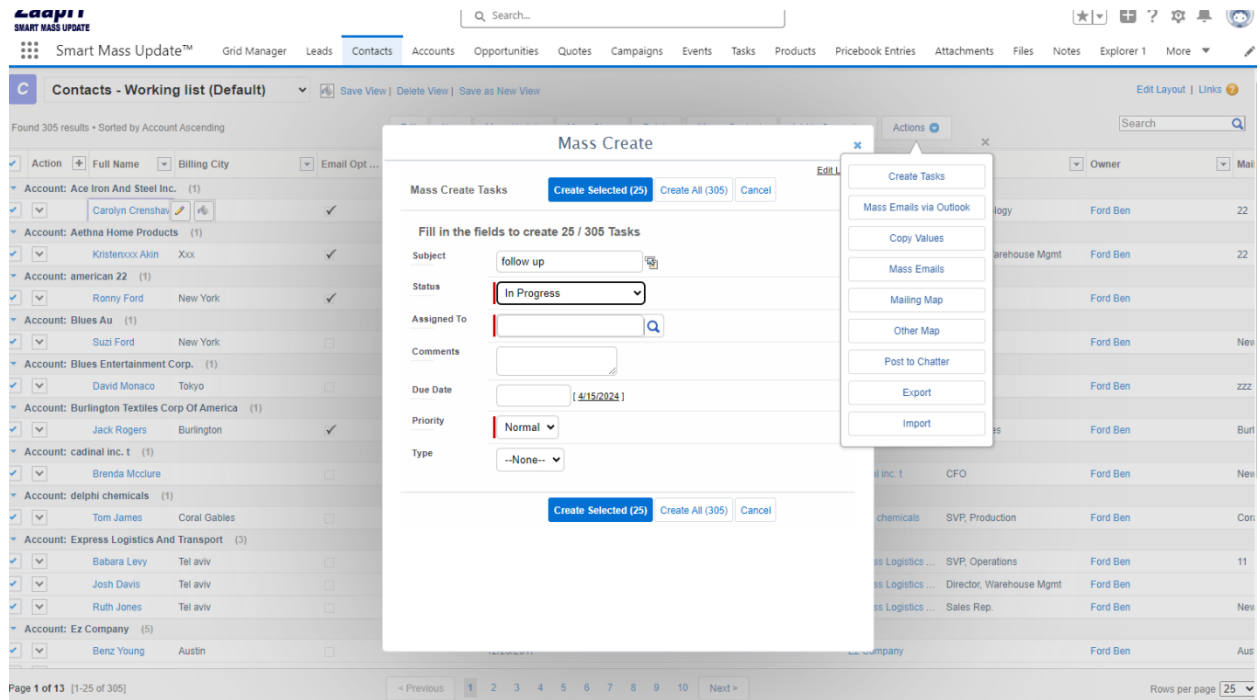 Zaapit
SMART MASS UPDATE
Search...
Smart Mass Update™ Grid Manager Leads Contacts Accounts Opportunities Quotes Campaigns Events Tasks Products Pricebook Entries Attachments Files Notes Explorer 1 More
C Contacts - Working list (Default) Save View | Delete View | Save as New View Edit Layout | Links
Found 305 results • Sorted by Account Ascending Actions Search
Mass Create
Action Full Name Billing City Email Opt ... Owner
Account: Ace Iron And Steel Inc. (1)
Carolyn Crenshaw Ford Ben 22
Account: Aethna Home Products (1)
Kristenxxx Akin Xxx Ford Ben 22
Account: american 22 (1)
Ronny Ford New York Ford Ben
Account: Blues Au (1)
Suzi Ford New York Ford Ben
Account: Blues Entertainment Corp. (1)
David Monaco Tokyo Ford Ben zzz
Account: Burlington Textiles Corp Of America (1)
Jack Rogers Burlington Ford Ben
Account: cadinal inc. t (1)
Brenda Mcclure inc. t CFO Ford Ben
Account: delphi chemicals (1)
Tom James Coral Gables chemicals SVP, Production Ford Ben
Account: Express Logistics And Transport (3)
Babara Levy Tel aviv Logistics ... SVP, Operations Ford Ben 11
Josh Davis Tel aviv Logistics ... Director, Warehouse Mgmt Ford Ben
Ruth Jones Tel aviv Logistics ... Sales Rep. Ford Ben
Account: Ez Company (5)
Benz Young Austin Company Ford Ben
Mass Create Tasks Create Selected (25) Create All (305) Cancel
Fill in the fields to create 25 / 305 Tasks
Subject follow up
Status In Progress
Assigned To
Comments
Due Date [ 4/15/2024 ]
Priority Normal
Type --None--
Create Selected (25) Create All (305) Cancel
Create Tasks
Mass Emails via Outlook
Copy Values
Mass Emails
Mailing Map
Other Map
Post to Chatter
Export
Import
Page 1 of 13 [1-25 of 305] < Previous 1 2 3 4 5 6 7 8 9 10 Next > Rows per page 25